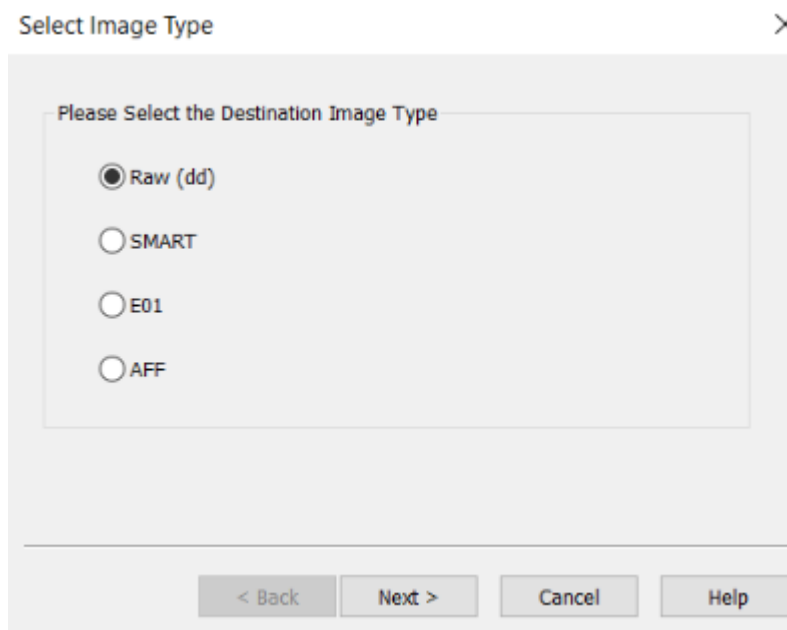 Select Image Type
Please Select the Destination Image Type
Raw (dd)
SMART
E01
AFF
< Back Next > Cancel Help